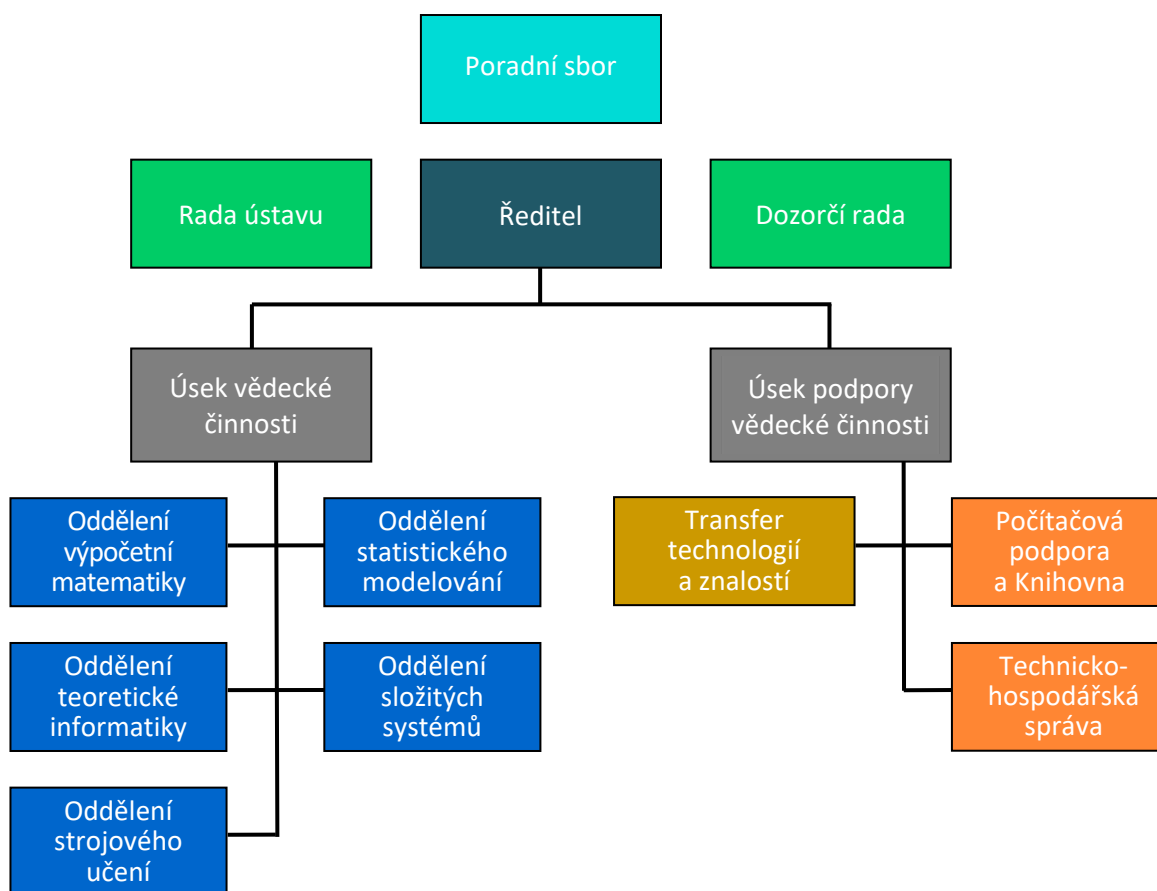 Poradní sbor
Rada ústavu
Ředitel
Dozorčí rada
Úsek vědecké
činnosti
Úsek podpory
vědecké činnosti
Oddělení
výpočetní
matematiky
Oddělení
statistického
modelování
Transfer
technologií
a znalostí
Počítačová
podpora
a Knihovna
Oddělení
teoretické
informatiky
Oddělení
složitých
systémů
Technicko-
hospodářská
správa
Oddělení
strojového
učení